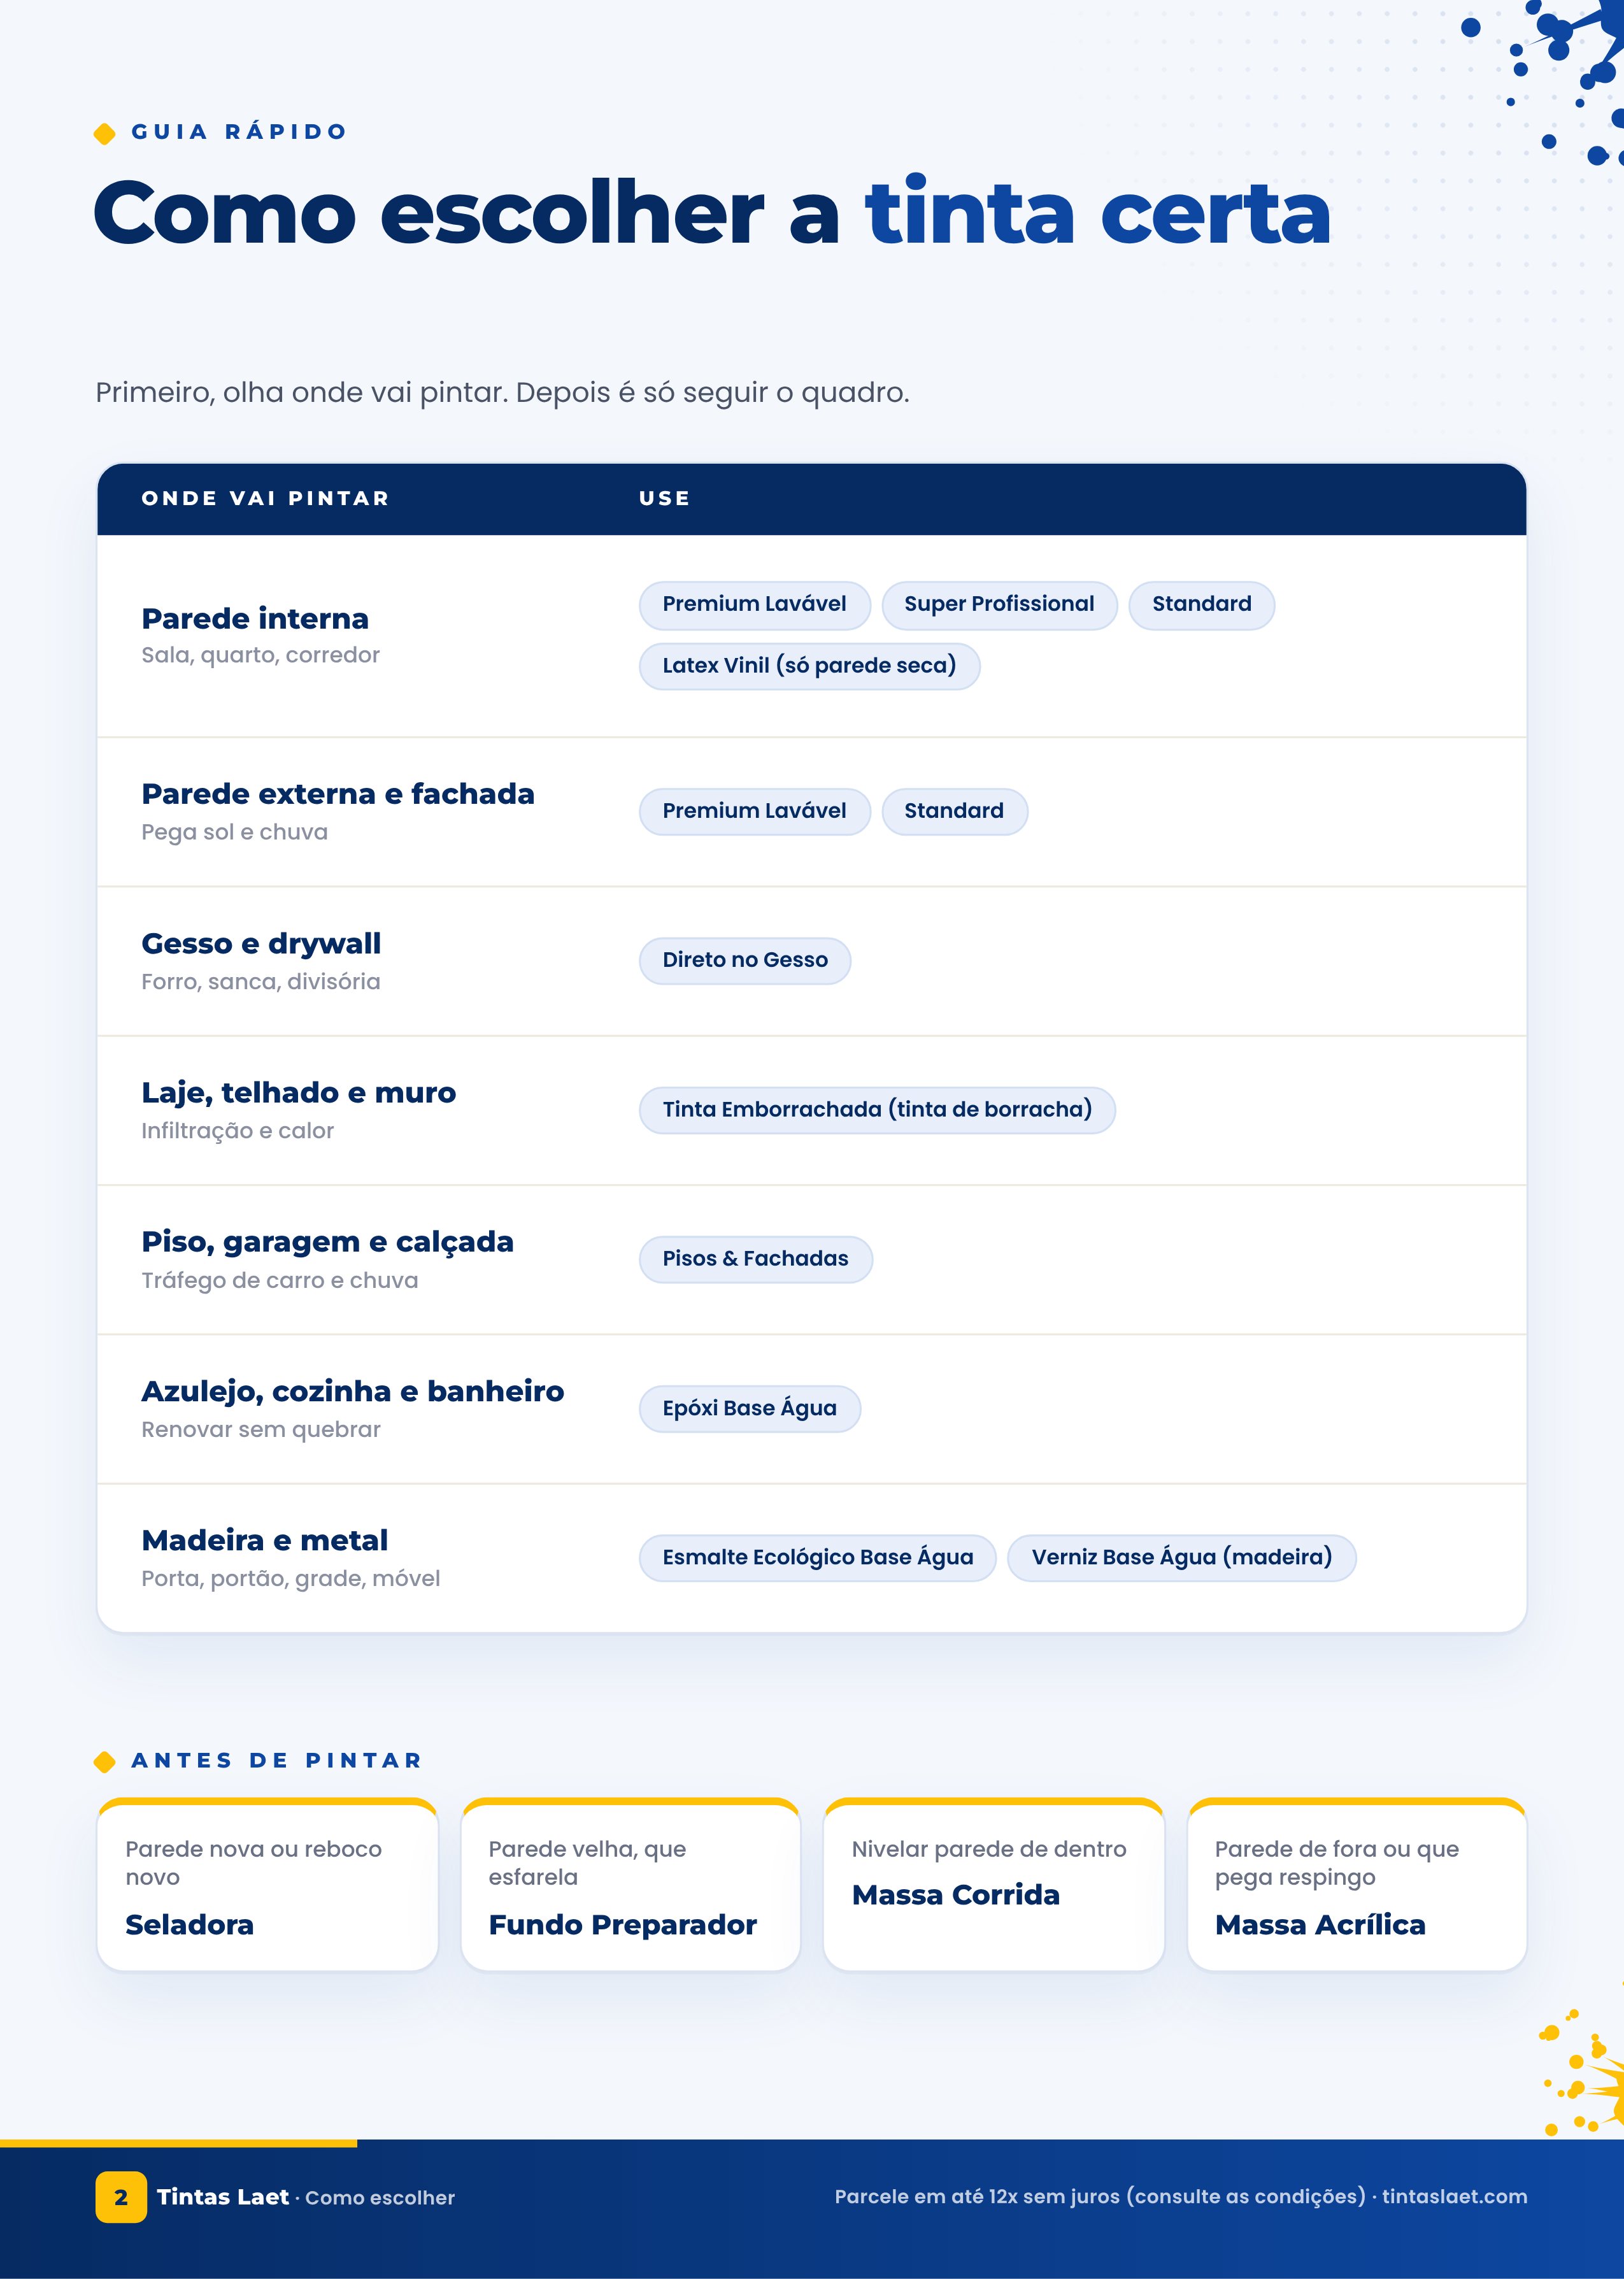 GUIA RÁPIDO
Como escolher a tinta certa
Primeiro, olha onde vai pintar. Depois é só seguir o quadro.
ONDE VAI PINTAR USE
Parede interna
Sala, quarto, corredor
Premium Lavável Super Profissional Standard
Latex Vinil (só parede seca)
Parede externa e fachada
Pega sol e chuva
Premium Lavável Standard
Gesso e drywall
Forro, sanca, divisória
Direto no Gesso
Laje, telhado e muro
Infiltração e calor
Tinta Emborrachada (tinta de borracha)
Piso, garagem e calçada
Tráfego de carro e chuva
Pisos & Fachadas
Azulejo, cozinha e banheiro
Renovar sem quebrar
Epóxi Base Água
Madeira e metal
Porta, portão, grade, móvel
Esmalte Ecológico Base Água Verniz Base Água (madeira)
ANTES DE PINTAR
Parede nova ou reboco
novo
Seladora
Parede velha, que
esfarela
Fundo Preparador
Nivelar parede de dentro
Massa Corrida
Parede de fora ou que
pega respingo
Massa Acrílica
2 Tintas Laet · Como escolher
Parcele em até 12x sem juros (consulte as condições) · tintaslaet.com